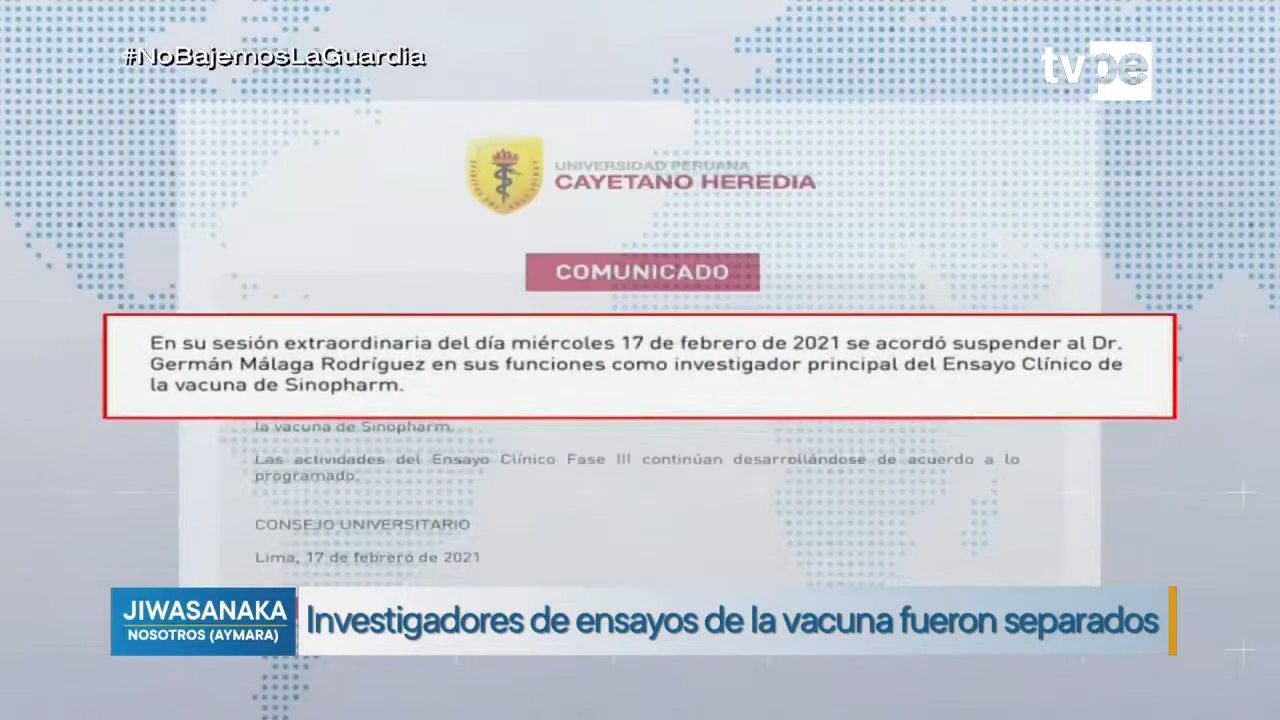 #NoBajemosLaGuardia
tvpe
UNIVERSIDAD PERUANA
CAYETANO HEREDIA
COMUNICADO
En su sesión extraordinaria del día miércoles 17 de febrero de 2021 se acordó suspender al Dr.
Germán Málaga Rodríguez en sus funciones como investigador principal del Ensayo Clínico de
la vacuna de Sinopharm.
la vacuna de Sinopharm.
Las actividades del Ensayo Clínico Fase III continúan desarrollándose de acuerdo a lo
programado.
CONSEJO UNIVERSITARIO
Lima, 17 de febrero de 2021
JIWASANAKA
NOSOTROS (AYMARA)
Investigadores de ensayos de la vacuna fueron separados